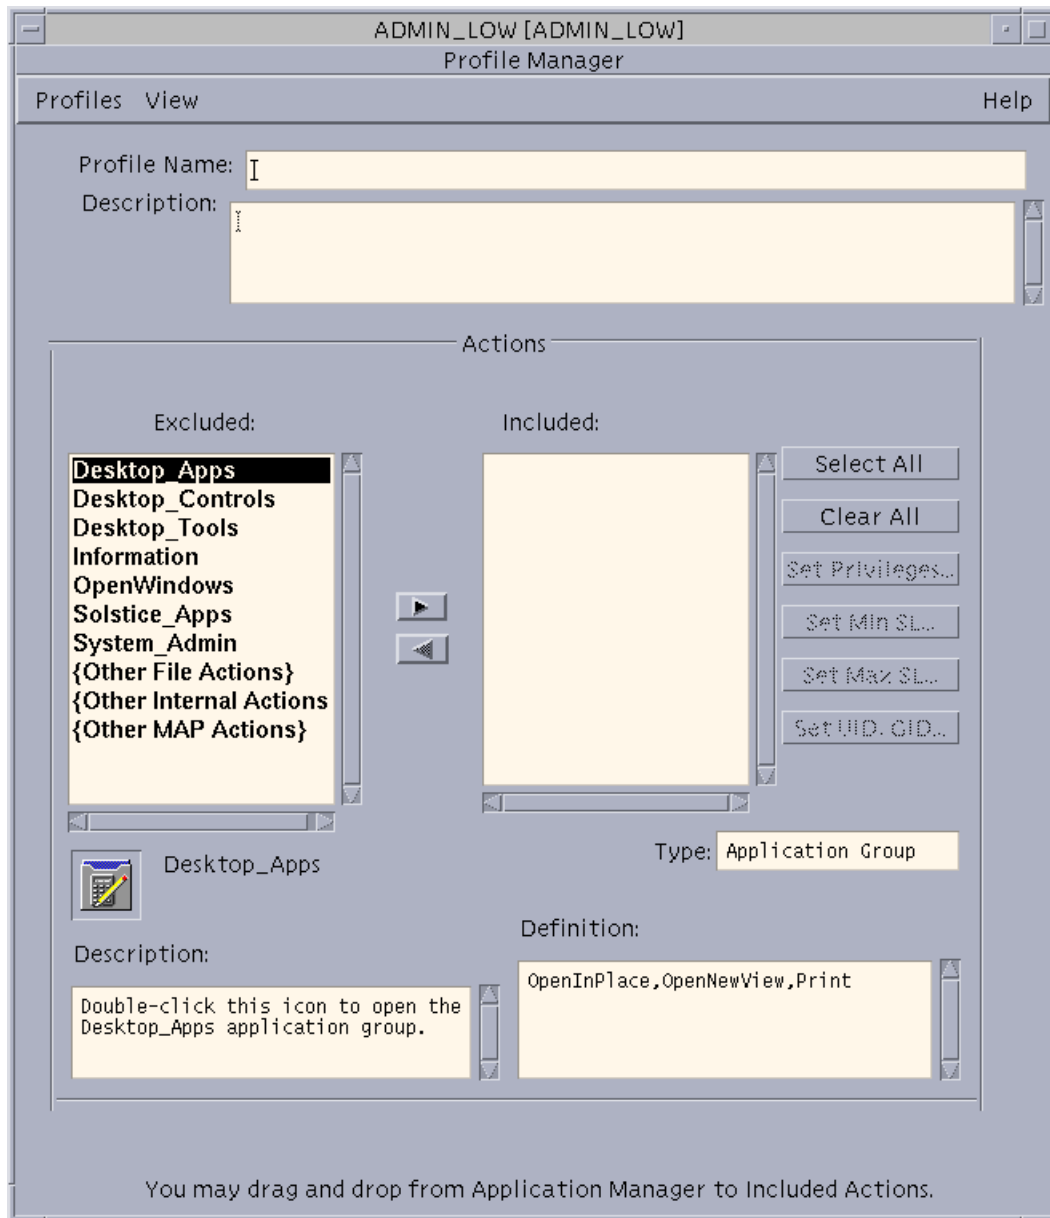 ADMIN_LOW [ADMIN_LOW]
Profile Manager
Profiles View Help
Profile Name:
Description:
Actions
Excluded:
Included:
Desktop_Apps
Desktop_Controls
Desktop_Tools
Information
OpenWindows
Solstice_Apps
System_Admin
{Other File Actions}
{Other Internal Actions
{Other MAP Actions}
Select All
Clear All
Set Privileges...
Set Min SL...
Set Max SL...
Set UID, GID...
Desktop_Apps
Type: Application Group
Description:
Double-click this icon to open the
Desktop_Apps application group.
Definition:
OpenInPlace,OpenNewView,Print
You may drag and drop from Application Manager to Included Actions.